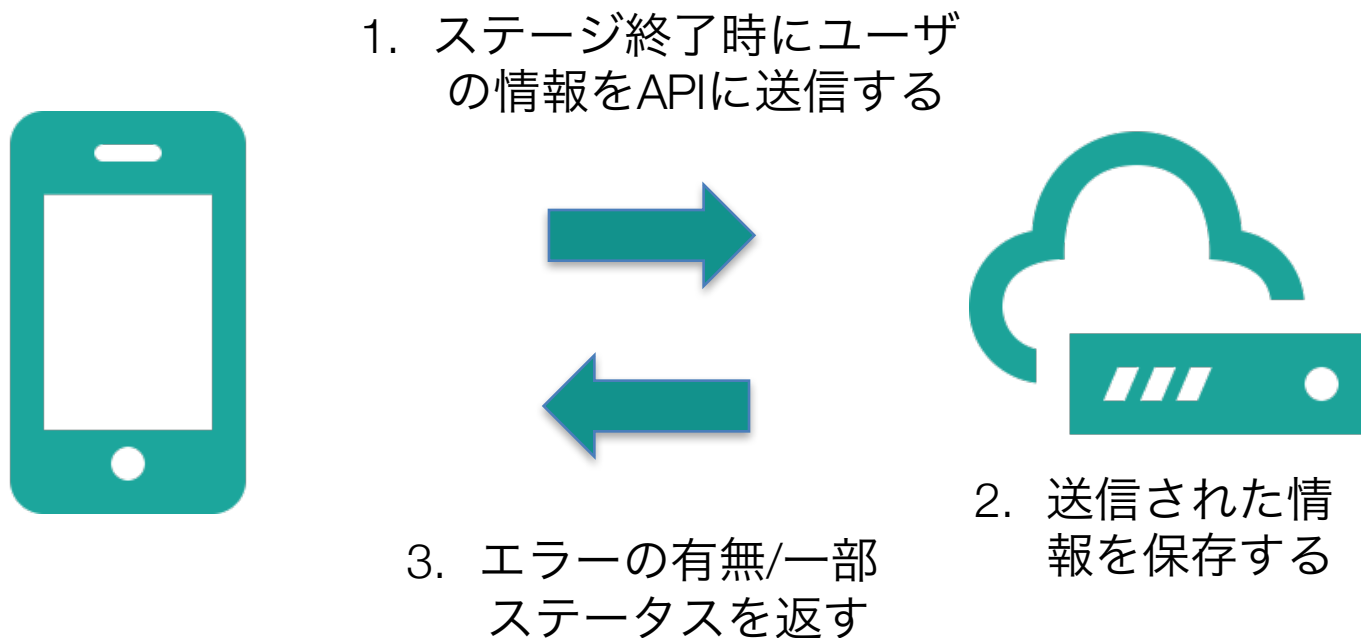 1. ステージ終了時にユーザ
の情報をAPIに送信する
2. 送信された情
報を保存する
3. エラーの有無/一部
ステータスを返す